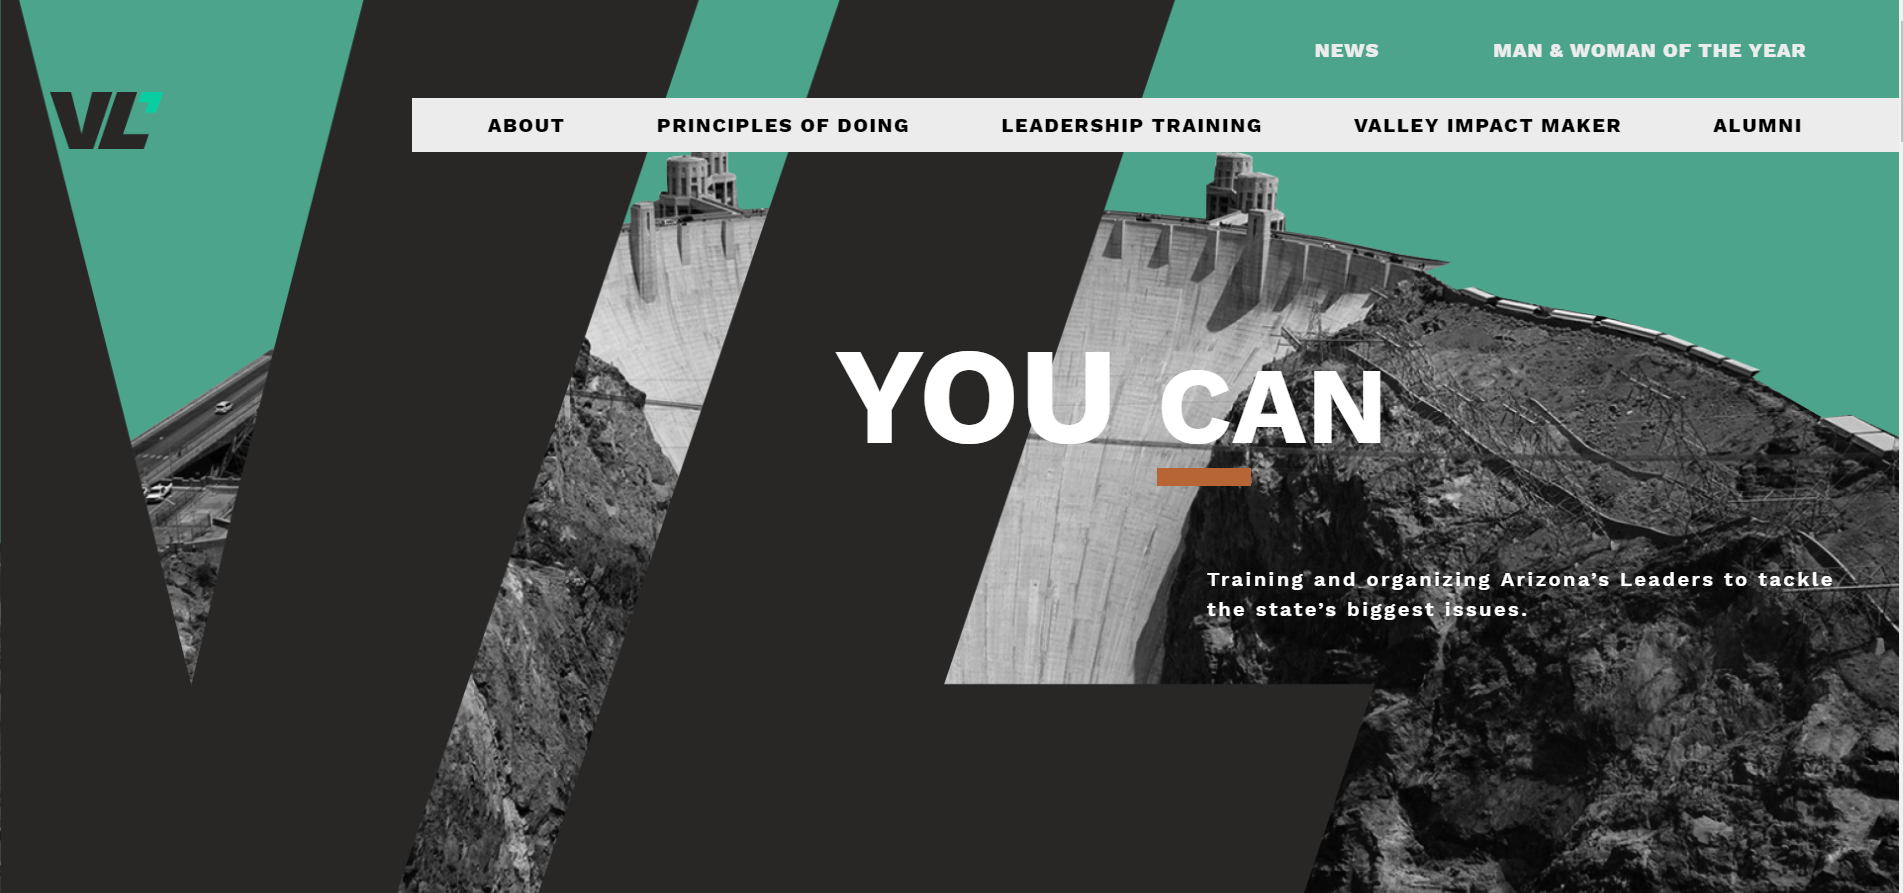 NEWS MAN & WOMAN OF THE YEAR
VL
ABOUT PRINCIPLES OF DOING LEADERSHIP TRAINING VALLEY IMPACT MAKER ALUMNI
YOU CAN
Training and organizing Arizona’s Leaders to tackle
the state’s biggest issues.